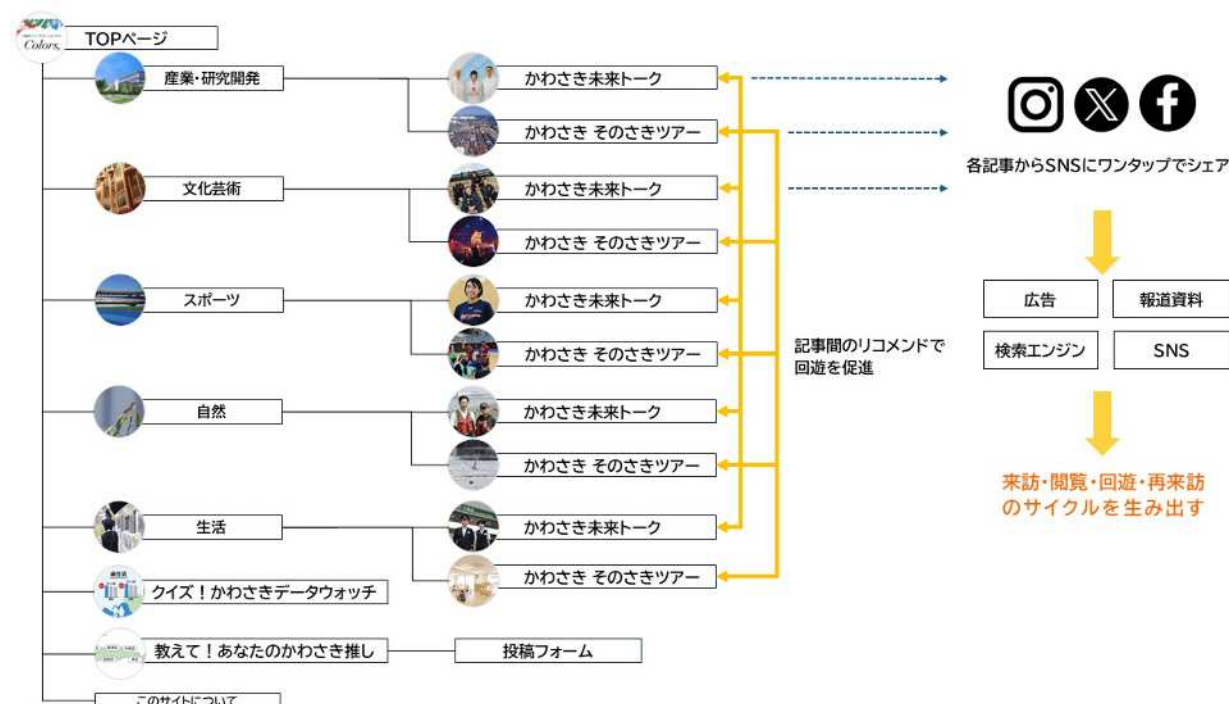 Colors,
TOPページ
産業・研究開発
かわさき未来トーク
かわさき そのさきツアー
文化芸術
かわさき未来トーク
かわさき そのさきツアー
スポーツ
かわさき未来トーク
かわさき そのさきツアー
自然
かわさき未来トーク
かわさき そのさきツアー
生活
かわさき未来トーク
かわさき そのさきツアー
クイズ！かわさきデータウォッチ
教えて！あなたのかわさき推し
投稿フォーム
このサイトについて
記事間のリコメンドで
回遊を促進
各記事からSNSにワンタップでシェア
広告
報道資料
検索エンジン
SNS
来訪・閲覧・回遊・再来訪
のサイクルを生み出す